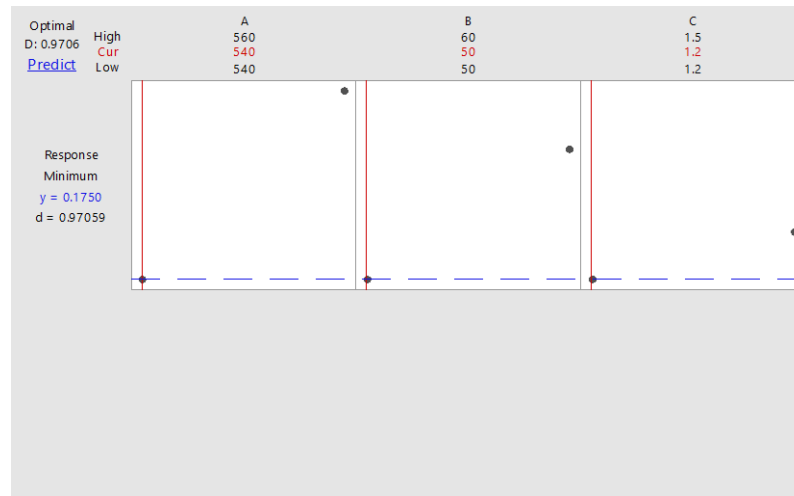 Optimal
D: 0.9706
Predict
High
Cur
Low
A
560
540
540
B
60
50
50
C
1.5
1.2
1.2
Response
Minimum
y = 0.1750
d = 0.97059